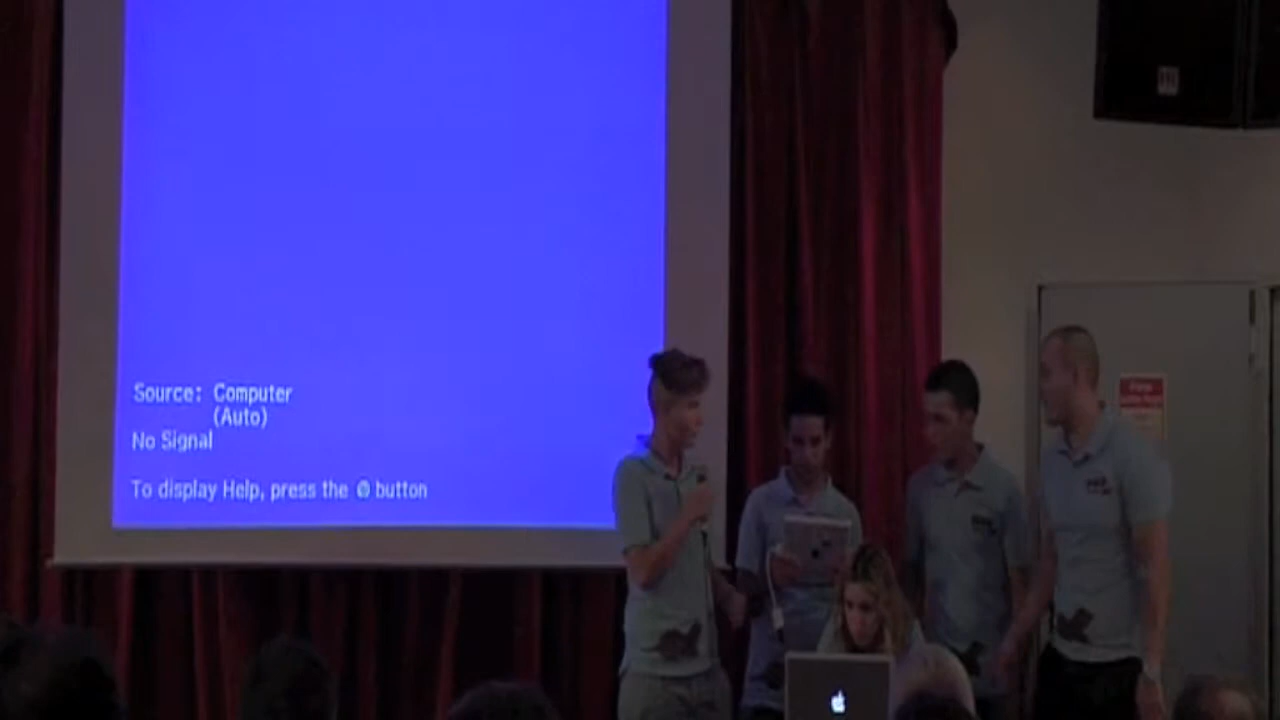 Source: Computer
(Auto)
No Signal
To display Help, press the button